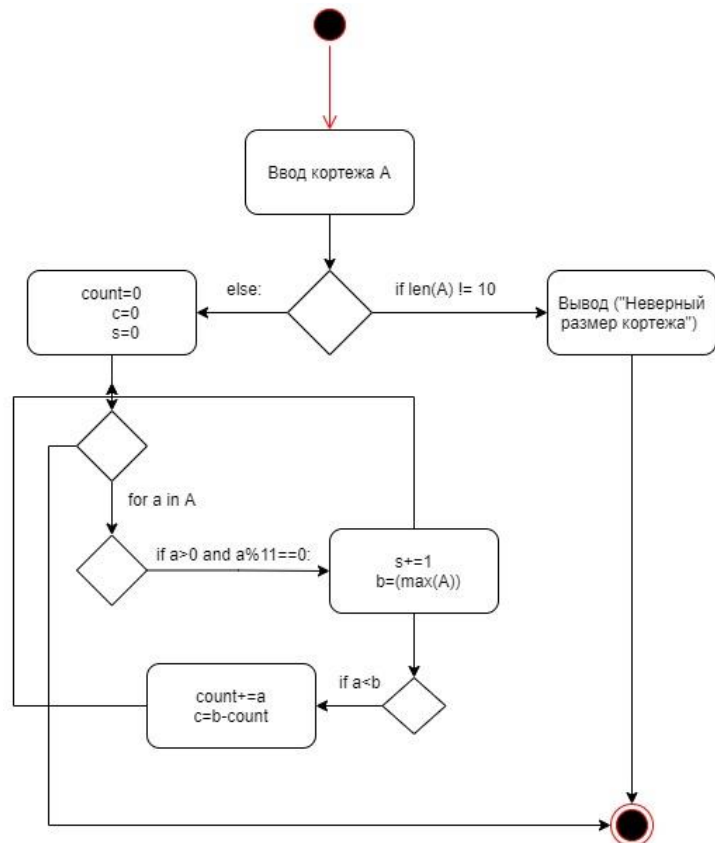 Ввод кортежа А
else:
if len(A) != 10
count=0
c=0
s=0
Вывод ("Неверный
размер кортежа")
for a in A
if a>0 and a%11==0:
s+=1
b=(max(A))
if a<b
count+=a
c=b-count